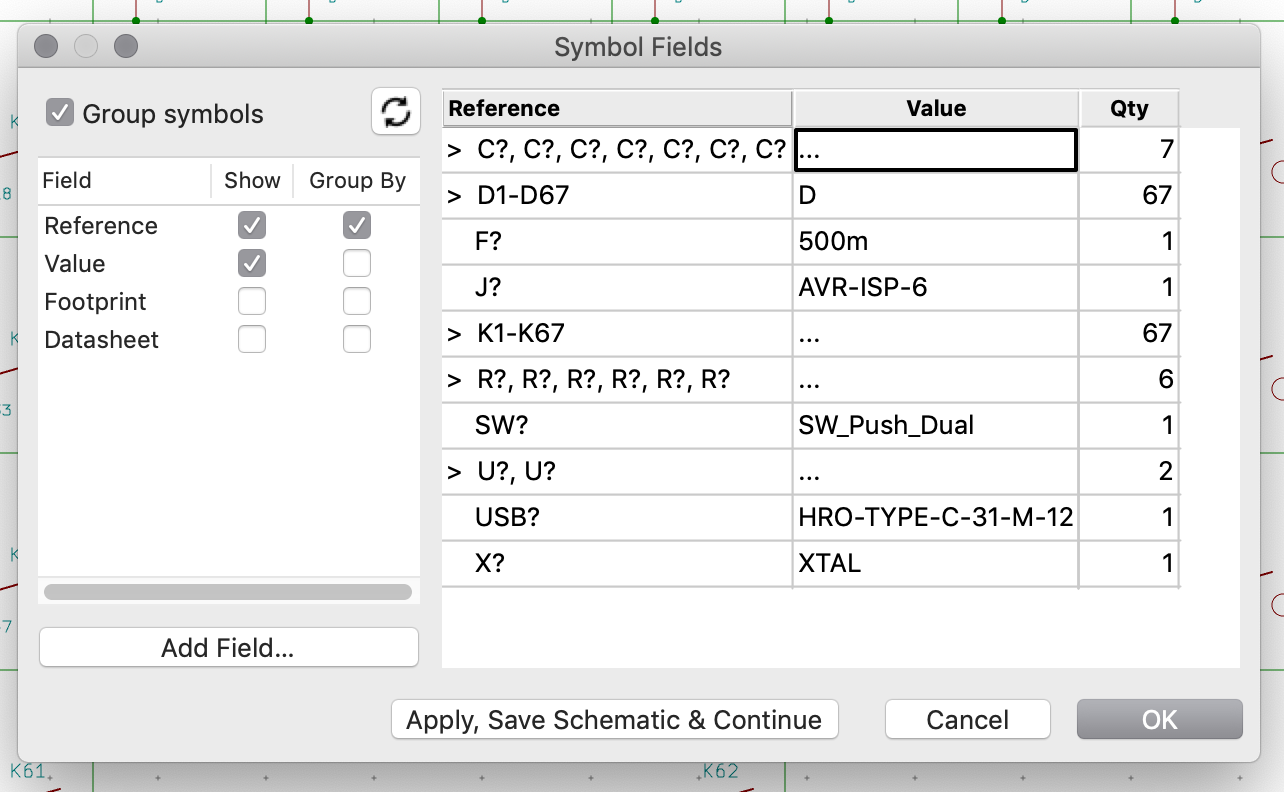 Symbol Fields
Group symbols
Field Show Group By
Reference
Value
Footprint
Datasheet
Add Field...
Reference Value Qty
> C?, C?, C?, C?, C?, C?, C? ... 7
> D1-D67 D 67
F? 500m 1
J? AVR-ISP-6 1
> K1-K67 ... 67
> R?, R?, R?, R?, R?, R? ... 6
SW? SW_Push_Dual 1
> U?, U? ... 2
USB? HRO-TYPE-C-31-M-12 1
X? XTAL 1
Apply, Save Schematic & Continue Cancel OK
K61 K62